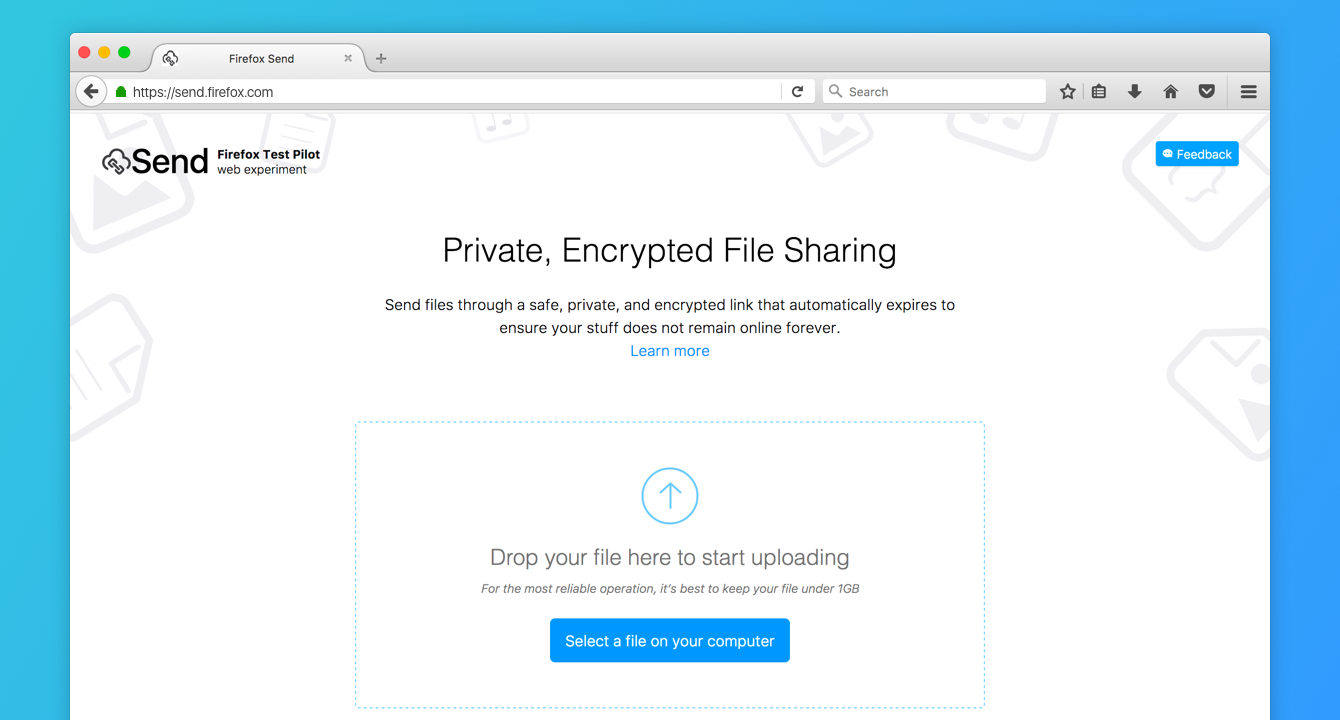 Firefox Send
https://send.firefox.com
Search
Send
Firefox Test Pilot
web experiment
Feedback
Private, Encrypted File Sharing
Send files through a safe, private, and encrypted link that automatically expires to
ensure your stuff does not remain online forever.
Learn more
Drop your file here to start uploading
For the most reliable operation, it's best to keep your file under 1GB
Select a file on your computer